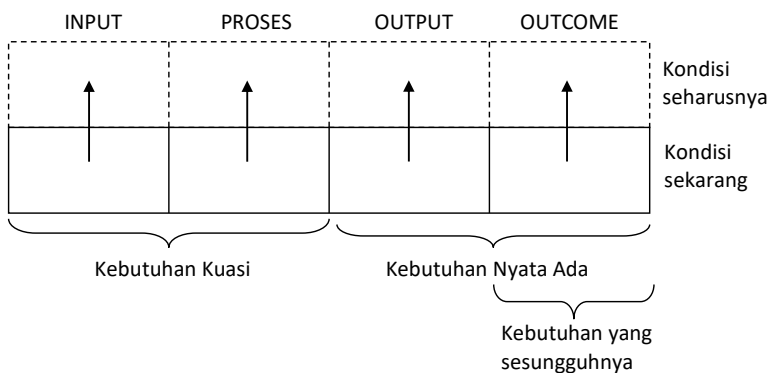 INPUT PROSES OUTPUT OUTCOME
Kondisi
seharusnya
Kondisi
sekarang
Kebutuhan Kuasi Kebutuhan Nyata Ada
Kebutuhan yang
sesungguhnya